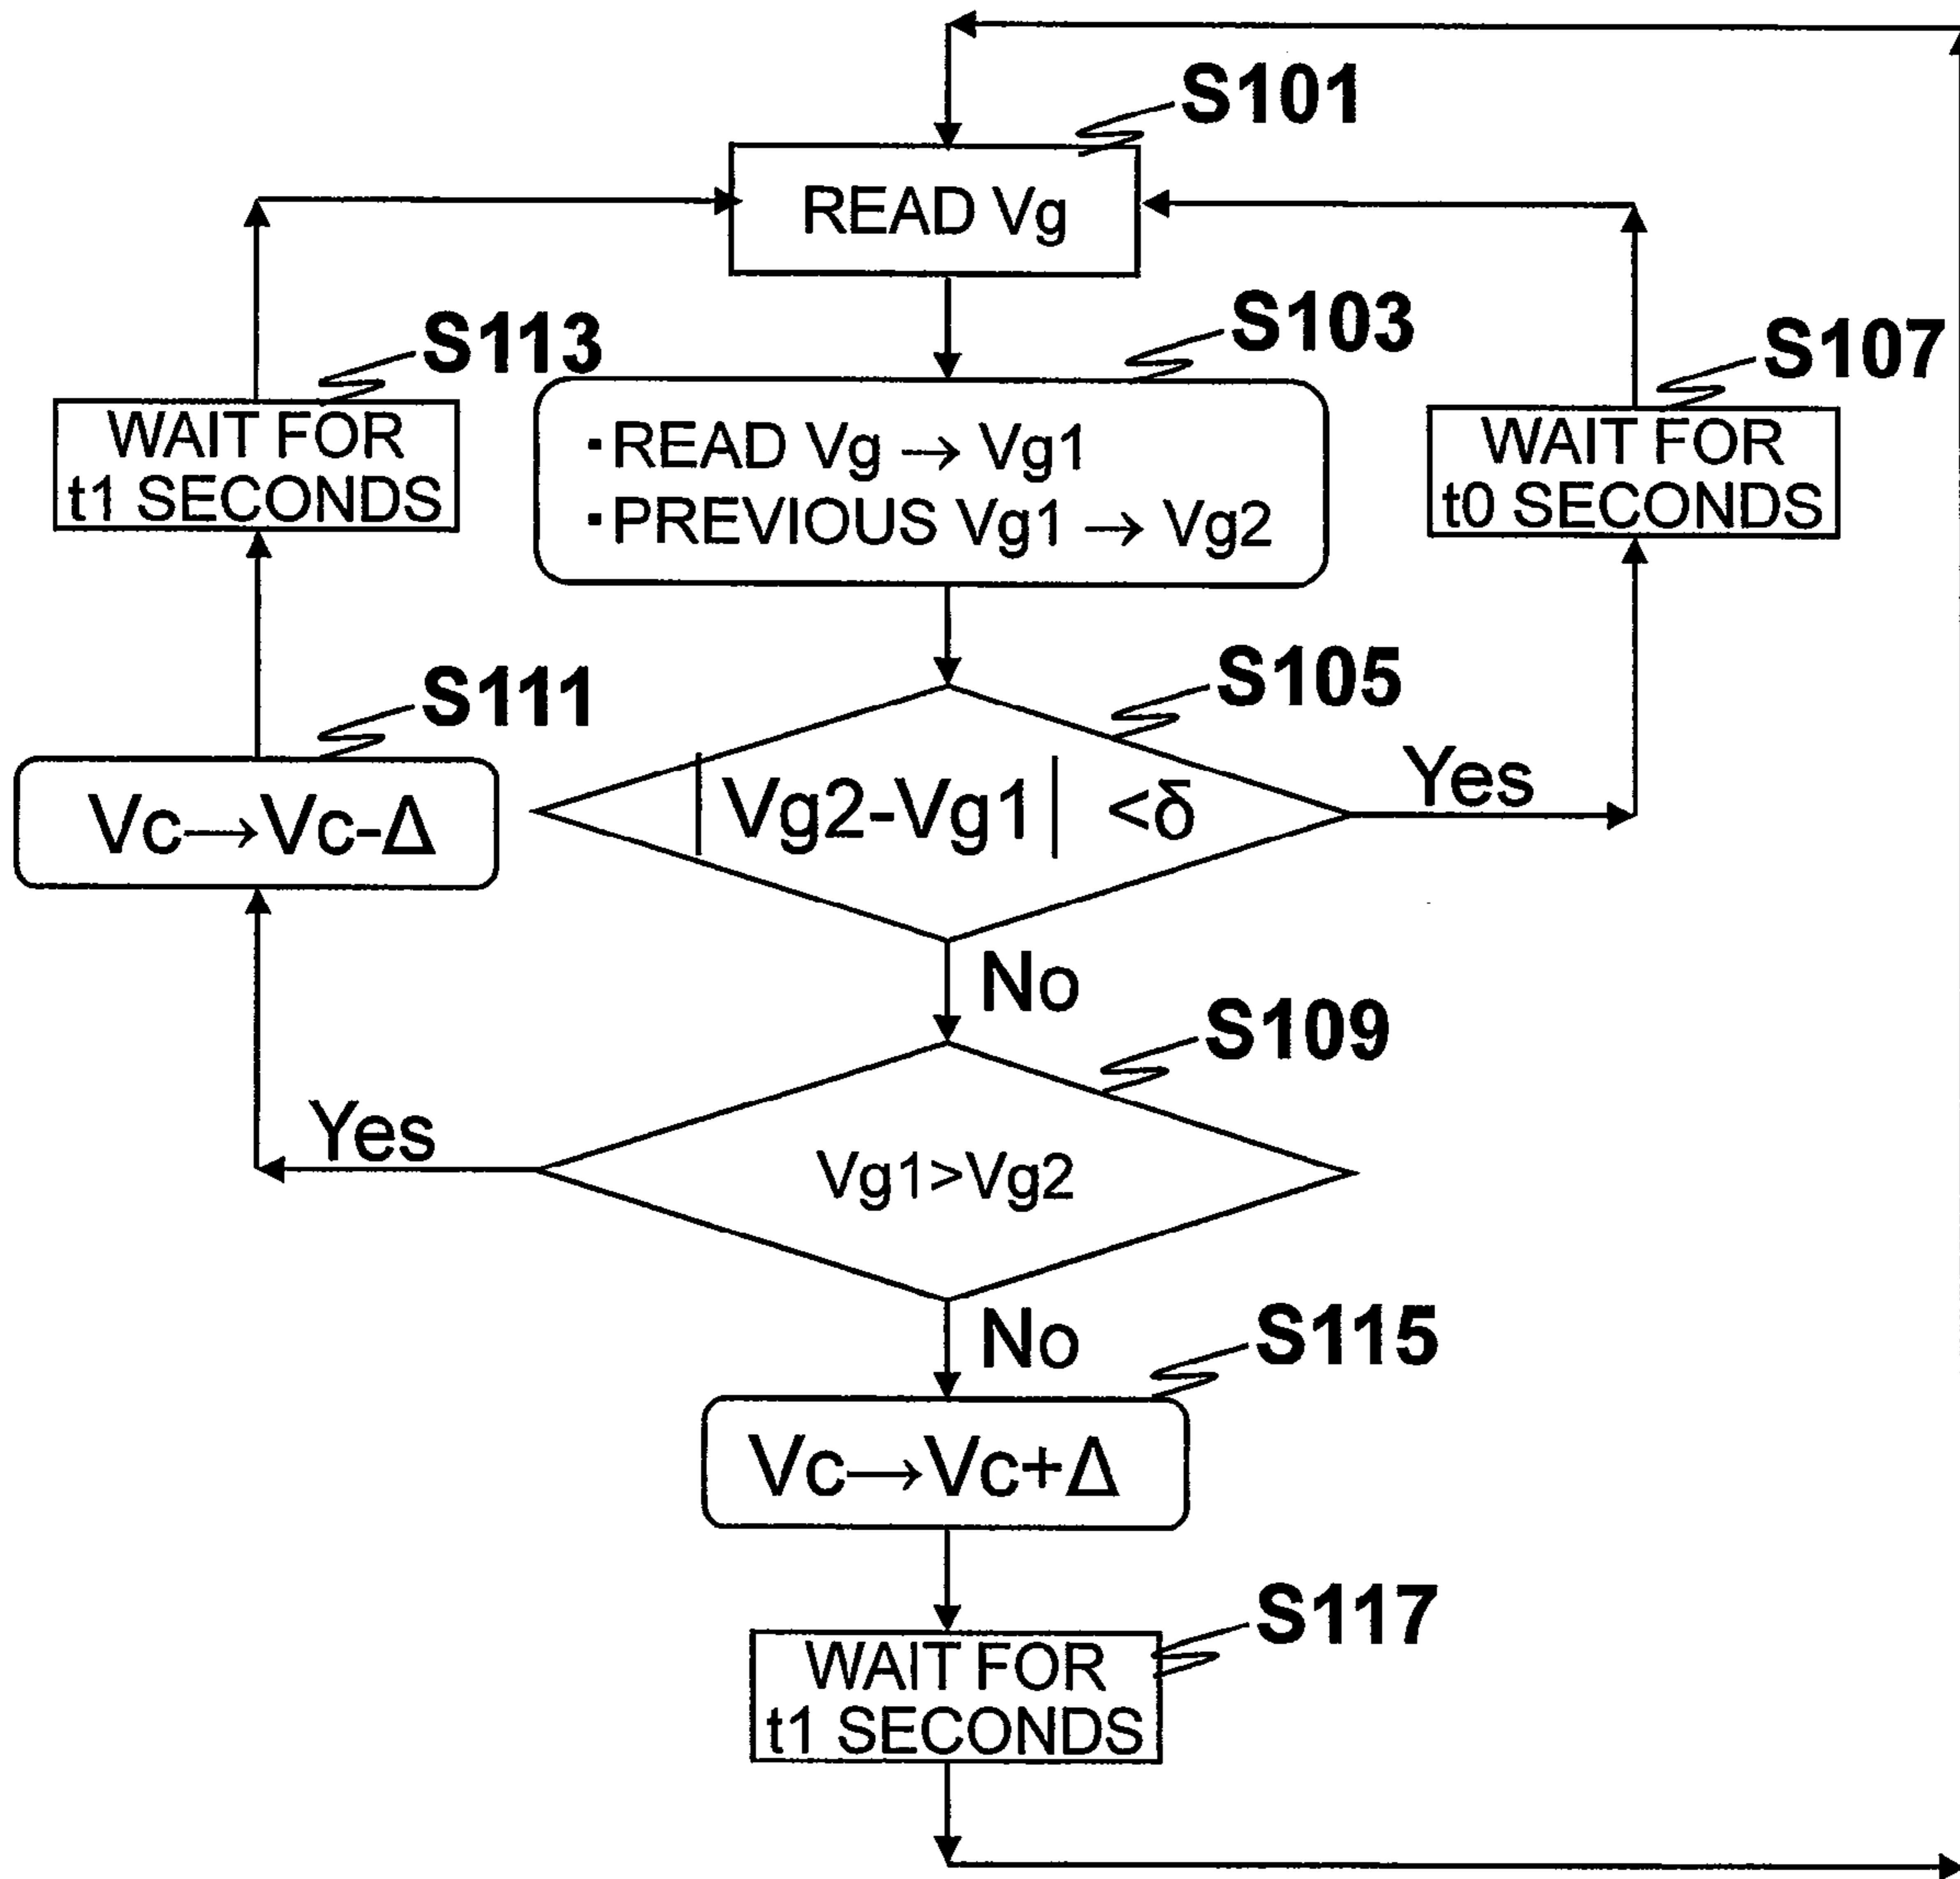 S101
READ Vg
S113
S103
S107
WAIT FOR
t1 SECONDS
▪READ Vg → Vg1
▪PREVIOUS Vg1 → Vg2
WAIT FOR
t0 SECONDS
S111
S105
Vc→Vc-Δ
|Vg2-Vg1| <δ
Yes
No
S109
Yes
Vg1>Vg2
No
S115
Vc→Vc+Δ
S117
WAIT FOR
t1 SECONDS